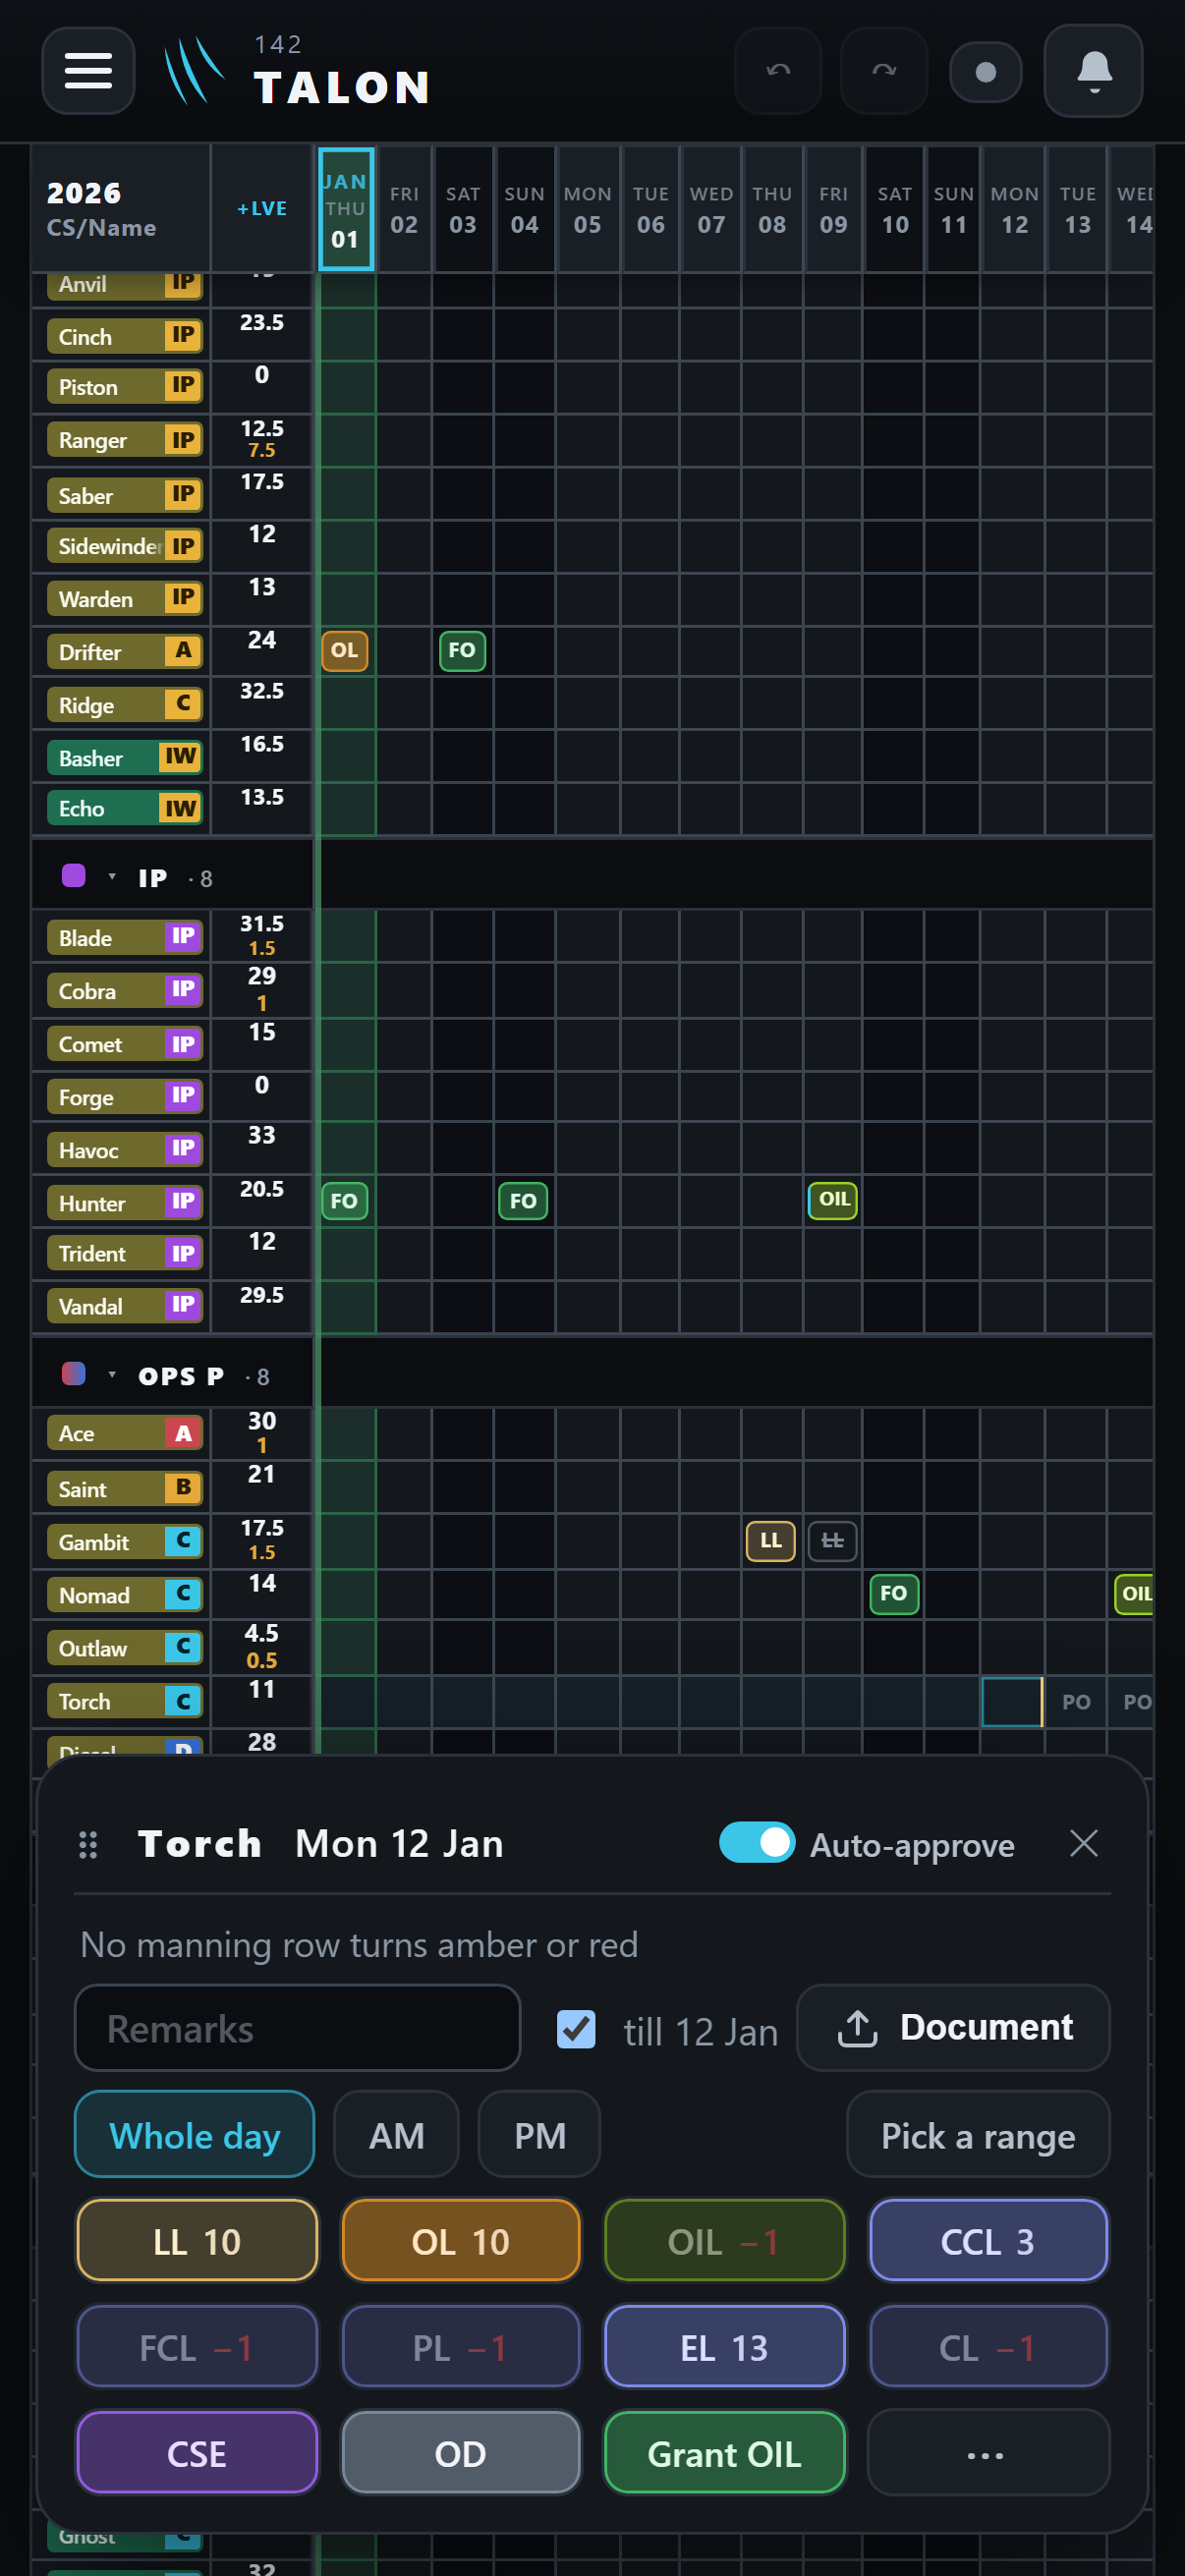 142
TALON
2026
CS/Name
+LVE
JAN THU 01
FRI 02
SAT 03
SUN 04
MON 05
TUE 06
WED 07
THU 08
FRI 09
SAT 10
SUN 11
MON 12
TUE 13
WED 14
Anvil IP
Cinch IP 23.5
Piston IP 0
Ranger IP 12.5 7.5
Saber IP 17.5
Sidewinder IP 12
Warden IP 13
Drifter A 24 OL FO
Ridge C 32.5
Basher IW 16.5
Echo IW 13.5
▾ IP · 8
Blade IP 31.5 1.5
Cobra IP 29 1
Comet IP 15
Forge IP 0
Havoc IP 33
Hunter IP 20.5 FO FO OIL
Trident IP 12
Vandal IP 29.5
▾ OPS P · 8
Ace A 30 1
Saint B 21
Gambit C 17.5 1.5 LL LL
Nomad C 14 FO OIL
Outlaw C 4.5 0.5
Torch C 11 PO PO
Diesel D 28
Torch Mon 12 Jan Auto-approve
No manning row turns amber or red
Remarks till 12 Jan Document
Whole day AM PM Pick a range
LL 10 OL 10 OIL −1 CCL 3
FCL −1 PL −1 EL 13 CL −1
CSE OD Grant OIL ...
Ghost C
32